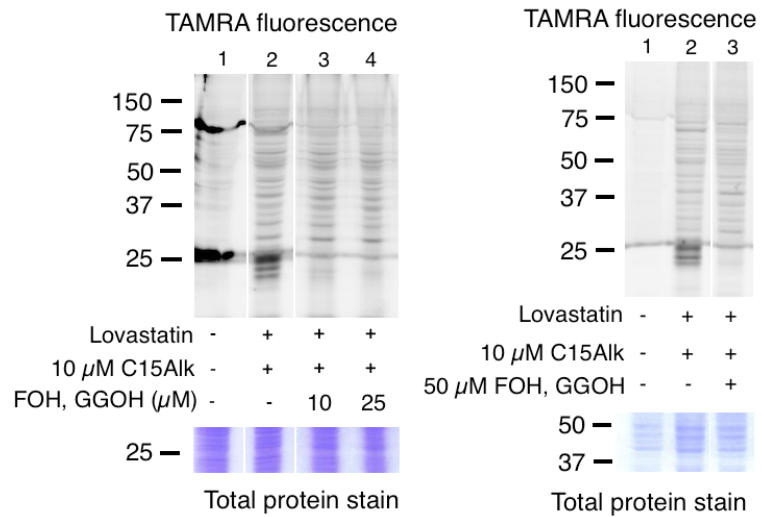 TAMRA fluorescence
1 2 3 4
150
75
50
37
25
Lovastatin - + + +
10 µM C15Alk - + + +
FOH, GGOH (µM) - - 10 25
25
Total protein stain
TAMRA fluorescence
1 2 3
150
75
50
37
25
Lovastatin - + +
10 µM C15Alk - + +
50 µM FOH, GGOH - - +
50
37
Total protein stain